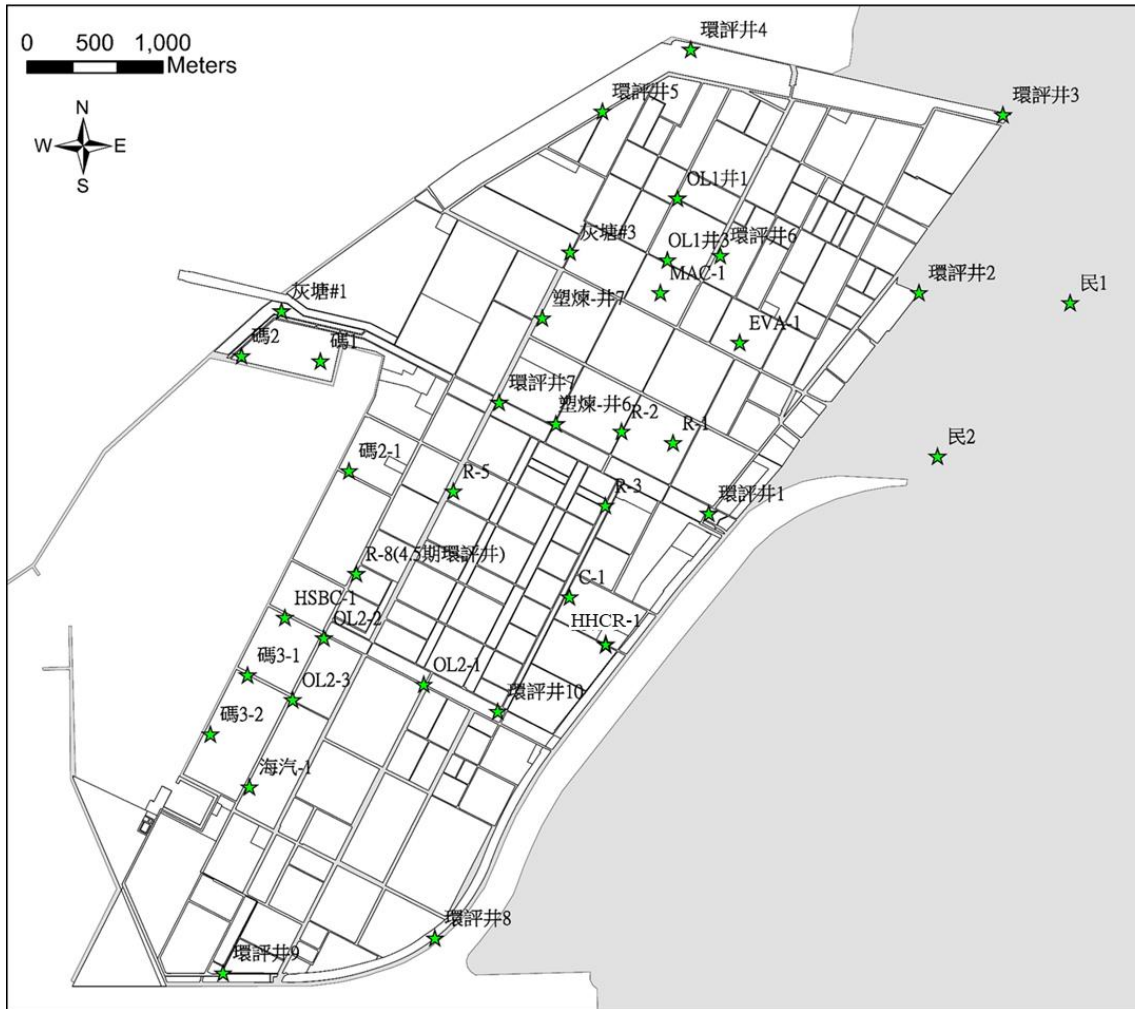 環評井4
0 500 1,000
Meters
環評井5
環評井3
N
W E
S
OL1井1
灰塘#3
OL1井3
環評井6
MAC-1
環評井2
民1
灰塘#1
塑煉-井7
碼2
碼1
EVA-1
環評井7
塑煉-井6
R-2
R-1
民2
碼2-1
R-5
R-3
環評井1
R-8(4.5期環評井)
C-1
HSBC-1
OL2-2
HHCR-1
碼3-1
OL2-3
OL2-1
環評井10
碼3-2
海汽-1
環評井8
環評井9